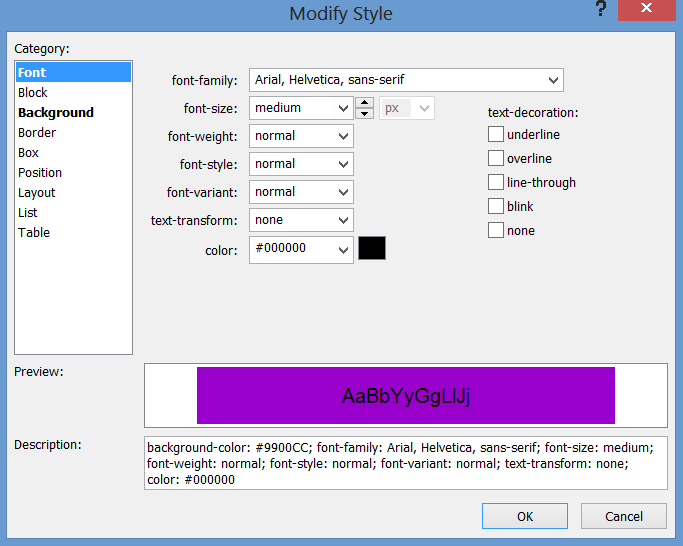 Modify Style
?
Category:
Font
Block
Background
Border
Box
Position
Layout
List
Table
font-family: Arial, Helvetica, sans-serif
font-size: medium px
font-weight: normal
font-style: normal
font-variant: normal
text-transform: none
color: #000000
text-decoration:
underline
overline
line-through
blink
none
Preview:
AaBbYyGgLlJj
Description:
background-color: #9900CC; font-family: Arial, Helvetica, sans-serif; font-size: medium;
font-weight: normal; font-style: normal; font-variant: normal; text-transform: none;
color: #000000
OK Cancel